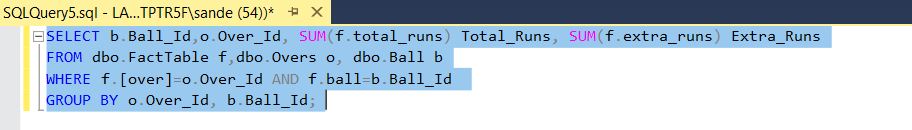 SQLQuery5.sql - LA...TPTR5F\sande (54))*
SELECT b.Ball_Id,o.Over_Id, SUM(f.total_runs) Total_Runs, SUM(f.extra_runs) Extra_Runs
FROM dbo.FactTable f,dbo.Overs o, dbo.Ball b
WHERE f.[over]=o.Over_Id AND f.ball=b.Ball_Id
GROUP BY o.Over_Id, b.Ball_Id;